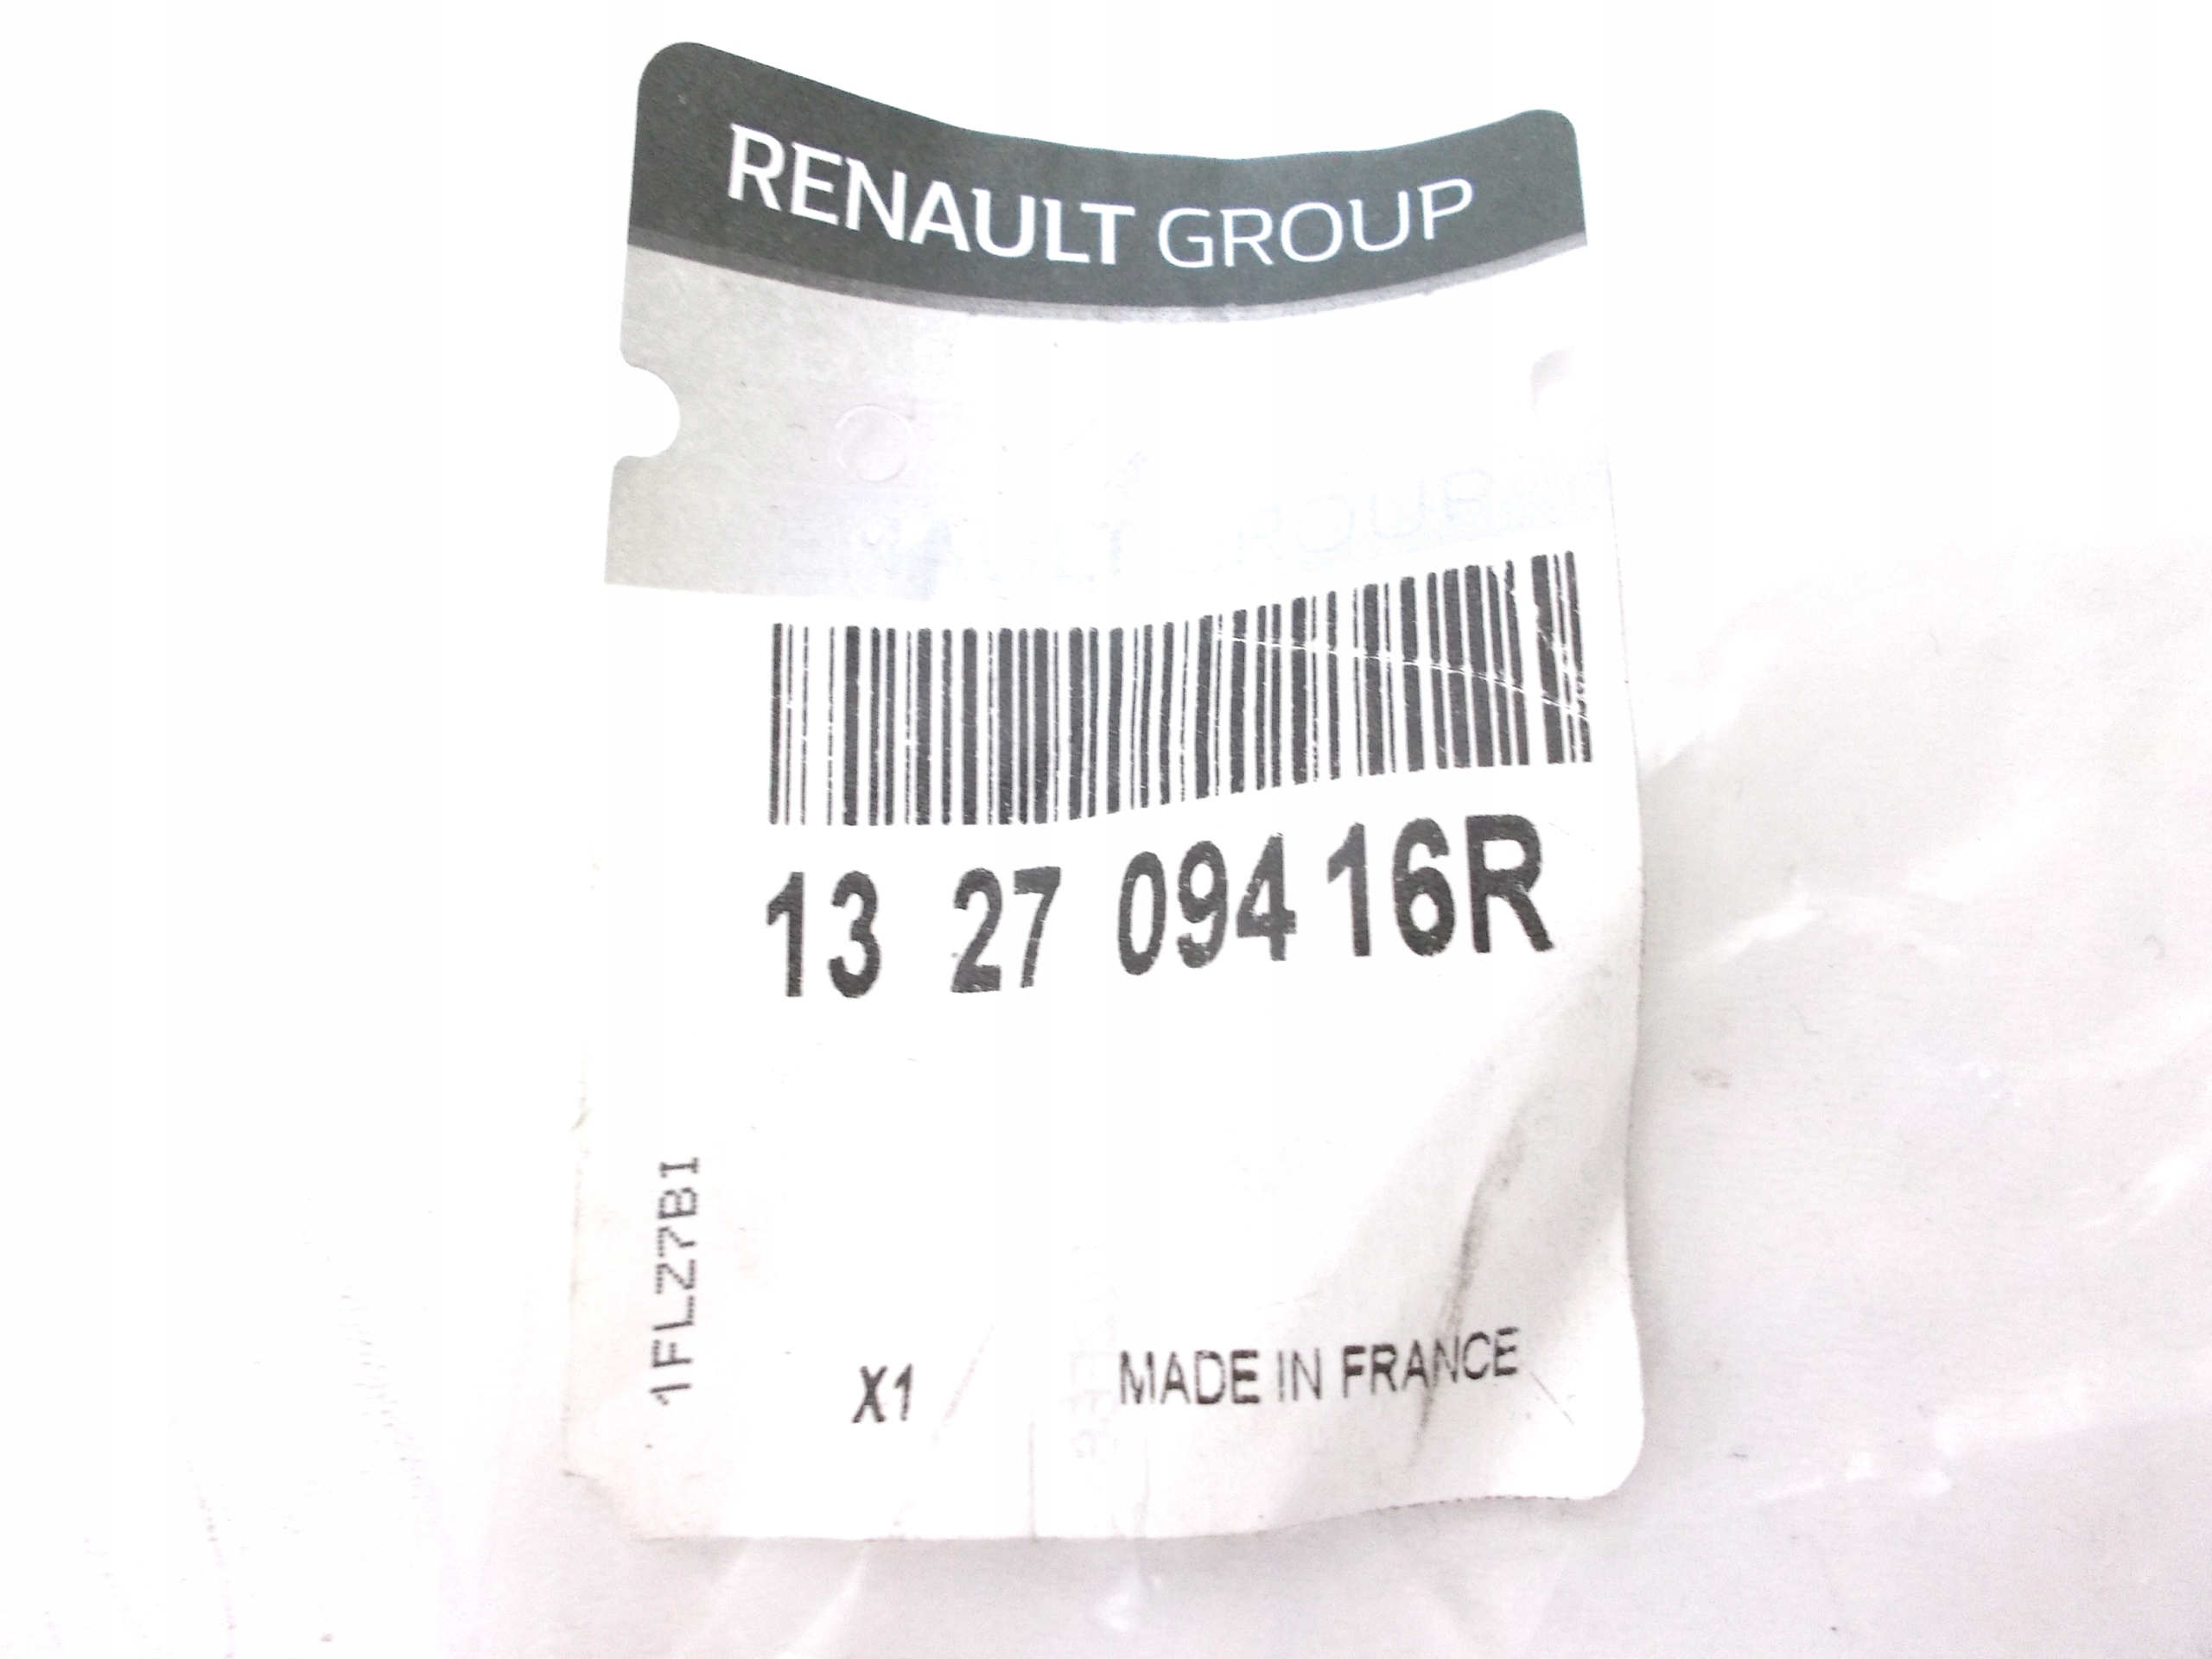 RENAULT GROUP
13 27 094 16R
1FLZ7BI
X1
MADE IN FRANCE